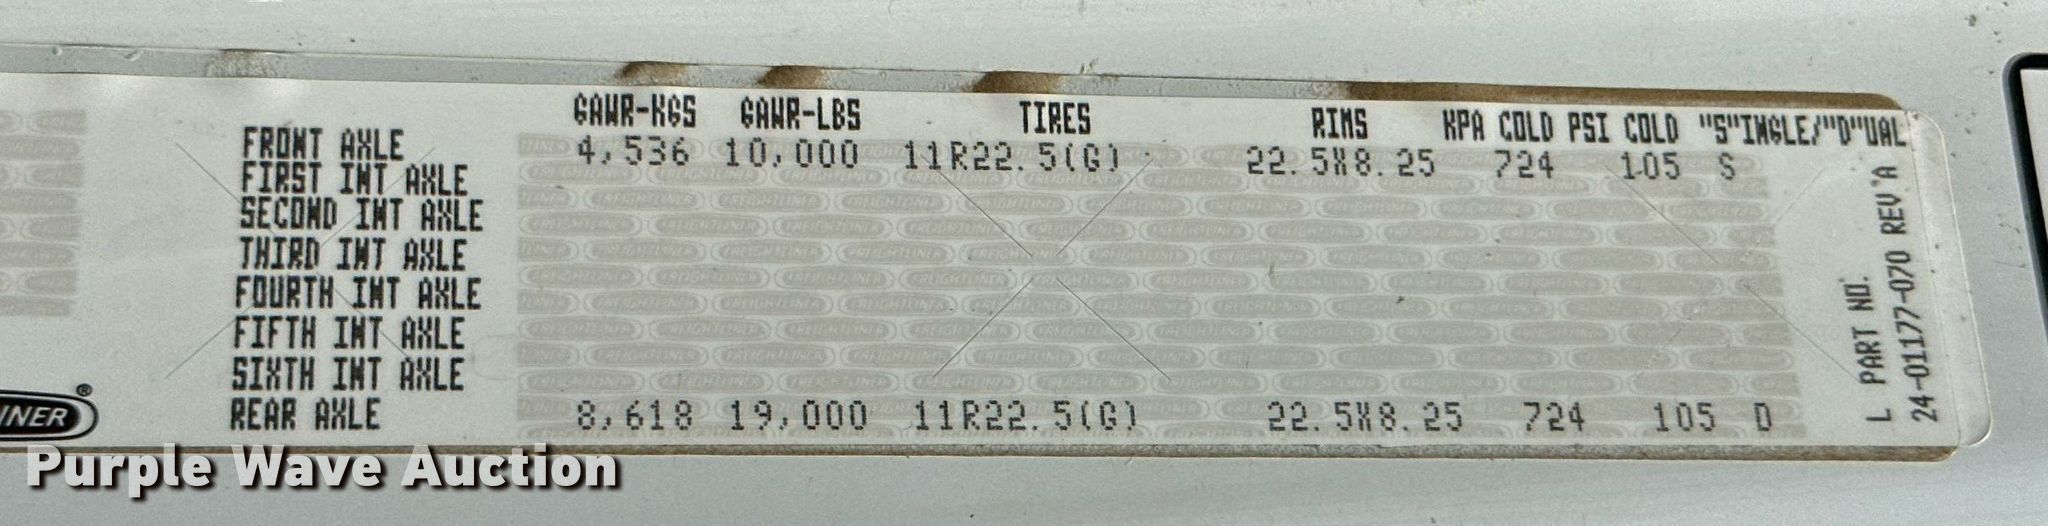 GAWR-KGS GAWR-LBS TIRES RIMS KPA COLD PSI COLD "S"INGLE/"D"UAL
FRONT AXLE 4,536 10,000 11R22.5(G) 22.5X8.25 724 105 S
FIRST INT AXLE
SECOND INT AXLE
THIRD INT AXLE
FOURTH INT AXLE
FIFTH INT AXLE
SIXTH INT AXLE
REAR AXLE 8,618 19,000 11R22.5(G) 22.5X8.25 724 105 D
L PART NO.
24-01177-070 REV A
INER®
Purple Wave Auction